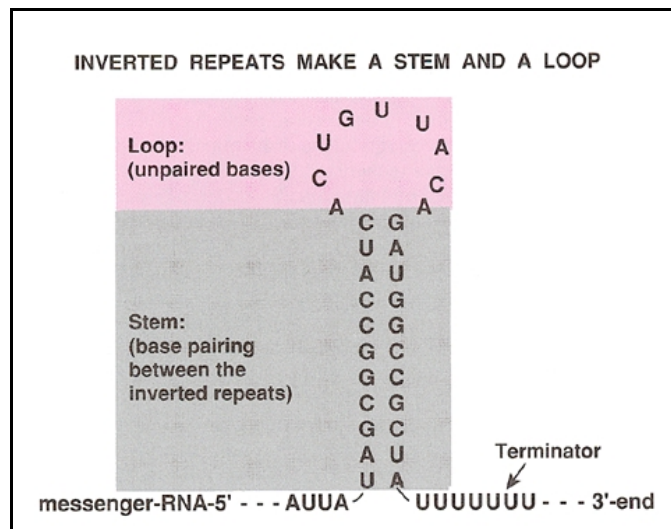 INVERTED REPEATS MAKE A STEM AND A LOOP
G U U
Loop: U A
(unpaired bases)
C C
A A
C G
U A
A U
C G
Stem:
C G
(base pairing
G C
between the
G C
inverted repeats)
C G
G C
A U
Terminator
U A
messenger-RNA-5' - - - AUUA UUUUUUU - - - 3'-end